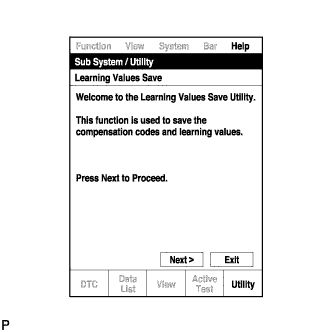 Function View System Bar Help
Sub System / Utility
Learning Values Save
Welcome to the Learning Values Save Utility.
This function is used to save the
compensation codes and learning values.
Press Next to Proceed.
Next > Exit
DTC Data List View Active Test Utility
P